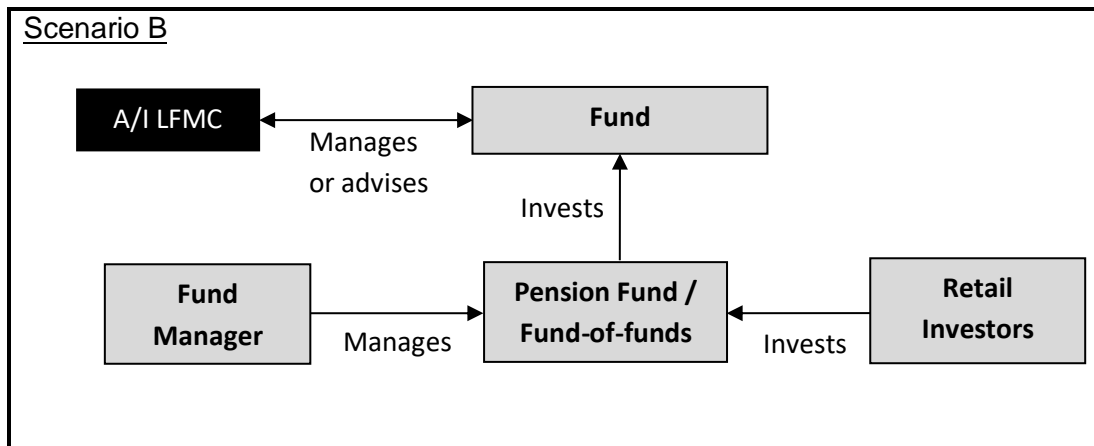 Scenario B
A/I LFMC
Fund
Manages
or advises
Invests
Fund
Manager
Manages
Pension Fund /
Fund-of-funds
Invests
Retail
Investors